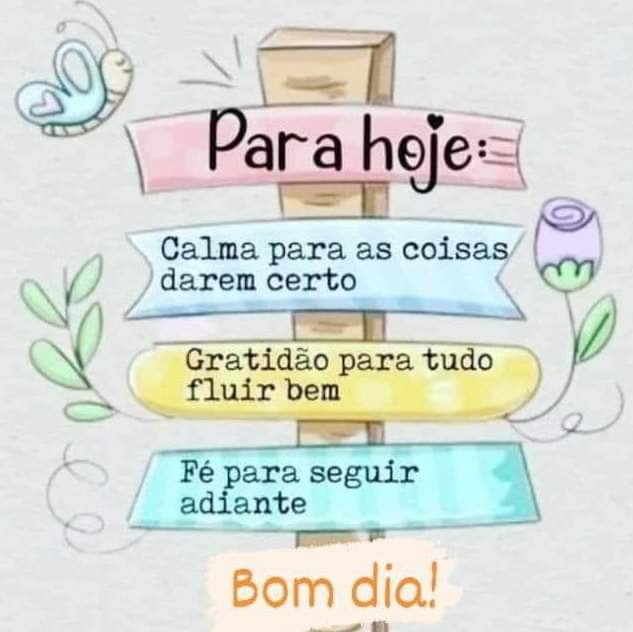 Para hoje:
Calma para as coisas
darem certo
Gratidão para tudo
fluir bem
Fé para seguir
adiante
Bom dia!